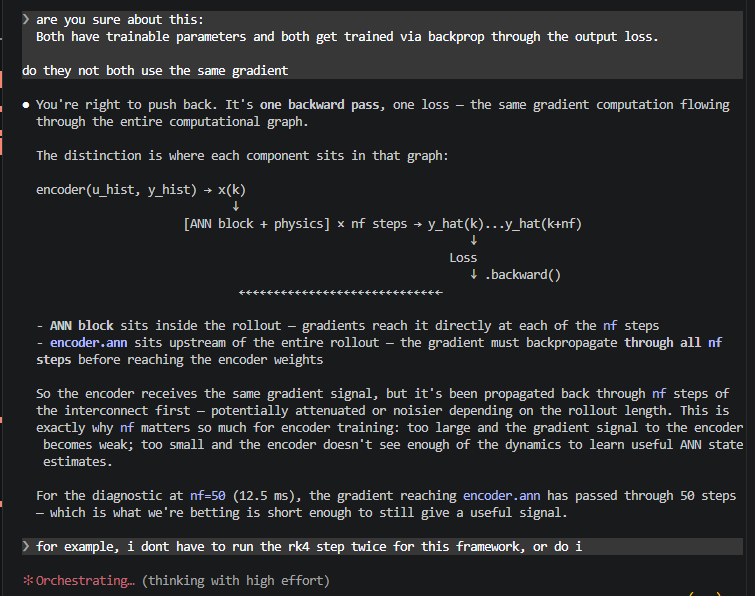 ❯ are you sure about this:
Both have trainable parameters and both get trained via backprop through the output loss.
do they not both use the same gradient
● You're right to push back. It's one backward pass, one loss — the same gradient computation flowing
through the entire computational graph.
The distinction is where each component sits in that graph:
encoder(u_hist, y_hist) → x(k)
↓
[ANN block + physics] × nf steps → y_hat(k)...y_hat(k+nf)
↓
Loss
↓ .backward()
←←←←←←←←←←←←←←←←←←←←←←←←←←←←←
- ANN block sits inside the rollout — gradients reach it directly at each of the nf steps
- encoder.ann sits upstream of the entire rollout — the gradient must backpropagate through all nf
steps before reaching the encoder weights
So the encoder receives the same gradient signal, but it's been propagated back through nf steps of
the interconnect first — potentially attenuated or noisier depending on the rollout length. This is
exactly why nf matters so much for encoder training: too large and the gradient signal to the encoder
becomes weak; too small and the encoder doesn't see enough of the dynamics to learn useful ANN state
estimates.
For the diagnostic at nf=50 (12.5 ms), the gradient reaching encoder.ann has passed through 50 steps
— which is what we're betting is short enough to still give a useful signal.
❯ for example, i dont have to run the rk4 step twice for this framework, or do i
✻ Orchestrating… (thinking with high effort)